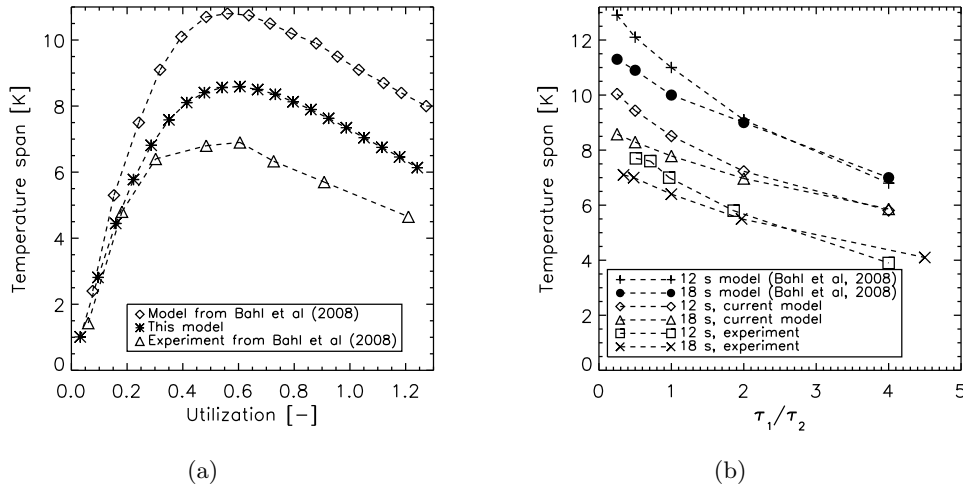 10
8
6
4
2
0
Temperature span [K]
Model from Bahl et al (2008)
This model
Experiment from Bahl et al (2008)
0.0 0.2 0.4 0.6 0.8 1.0 1.2
Utilization [-]
(a)
12
10
8
6
4
2
0
Temperature span [K]
12 s model (Bahl et al, 2008)
18 s model (Bahl et al, 2008)
12 s, current model
18 s, current model
12 s, experiment
18 s, experiment
0 1 2 3 4 5
τ1/τ2
(b)